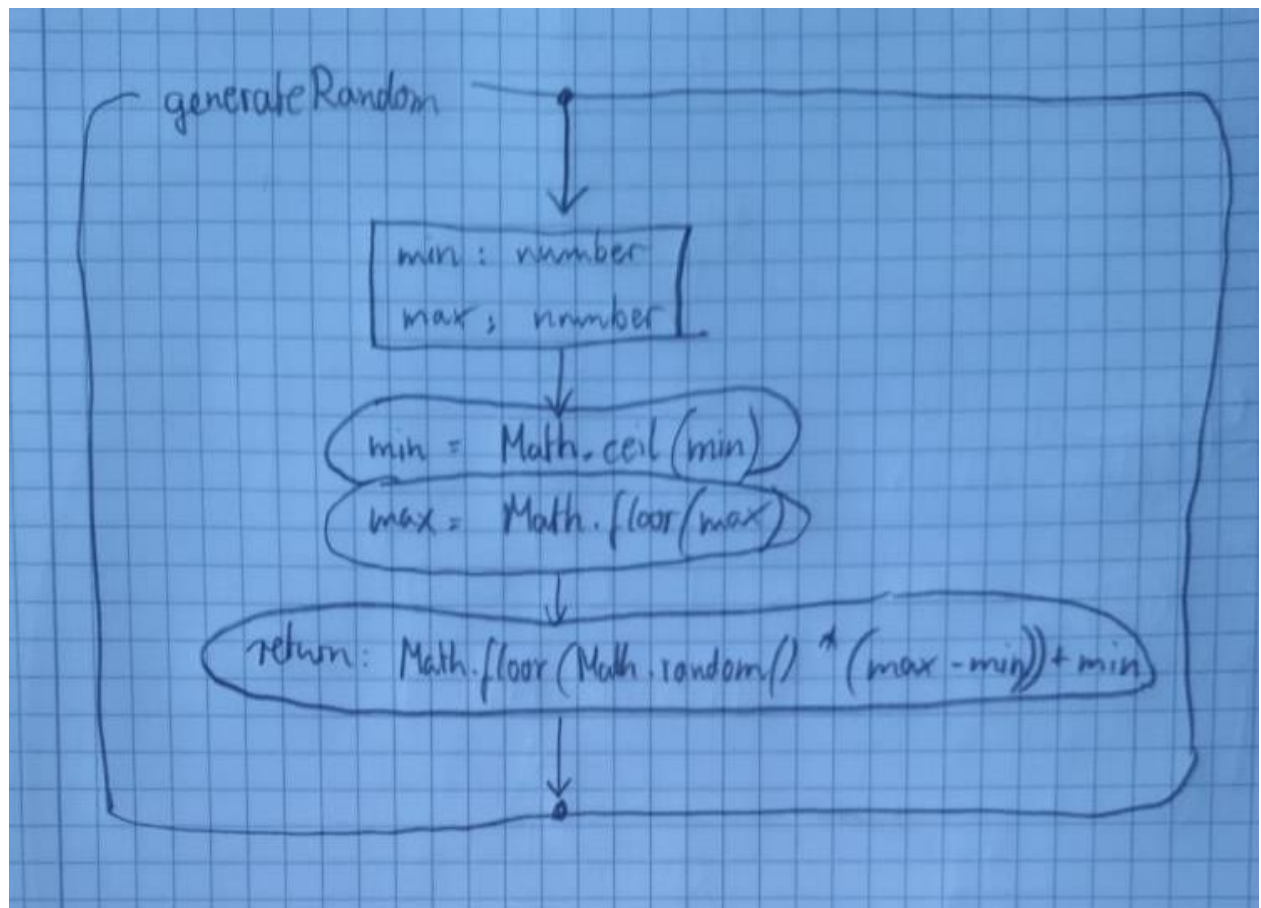 generateRandom
min : number
max : number
min = Math.ceil(min)
max = Math.floor(max)
return: Math.floor(Math.random() * (max - min)) + min